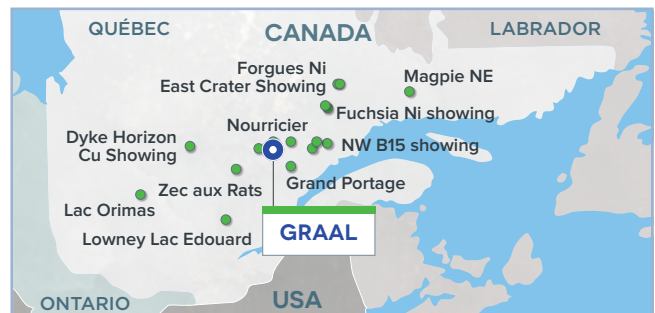 QUÉBEC
CANADA
LABRADOR
Forgues Ni
East Crater Showing
Magpie NE
Fuchsia Ni showing
Nourricier
Dyke Horizon
Cu Showing
NW B15 showing
Zec aux Rats
Grand Portage
Lac Orimas
Lowney Lac Edouard
GRAAL
ONTARIO
USA